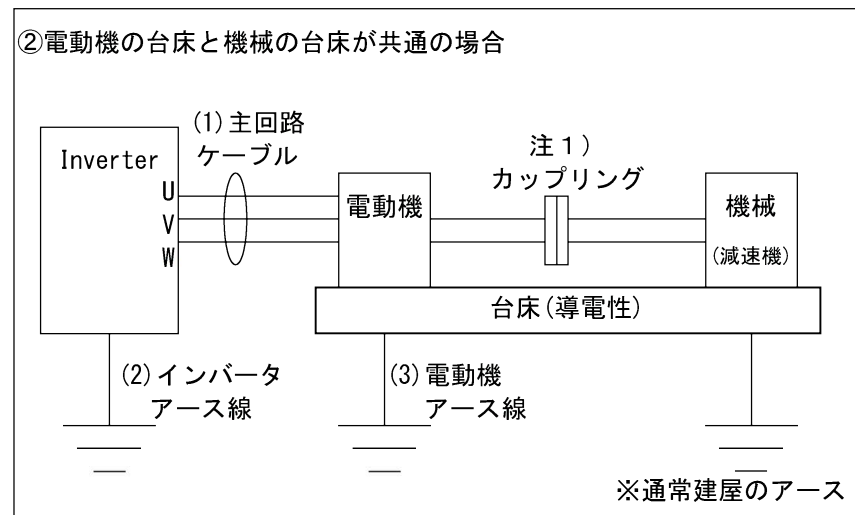 ②電動機の台床と機械の台床が共通の場合
(1)主回路
ケーブル
Inverter
U
V
W
電動機
注１）
カップリング
機械
(減速機)
台床(導電性)
(2)インバータ
アース線
(3)電動機
アース線
※通常建屋のアース